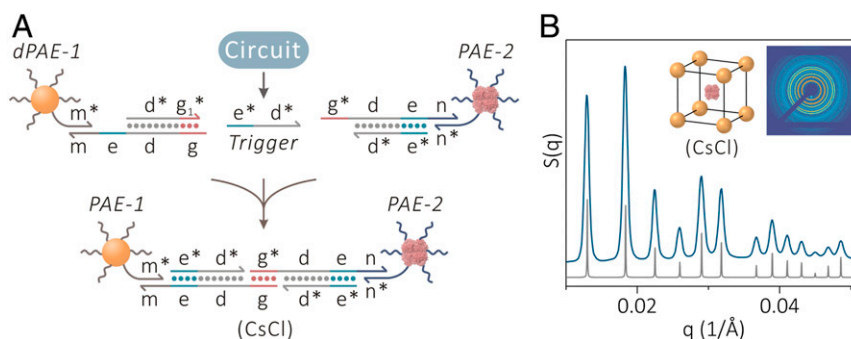 A
B
dPAE-1
Circuit
PAE-2
m*
d* g₁*
e* d*
g* d e n
m e d g
Trigger
d* e* n*
PAE-1
PAE-2
m* e* d* g* d e n
m e d g d* e* n*
(CsCl)
S(q)
(CsCl)
0.02 0.04
q (1/Å)